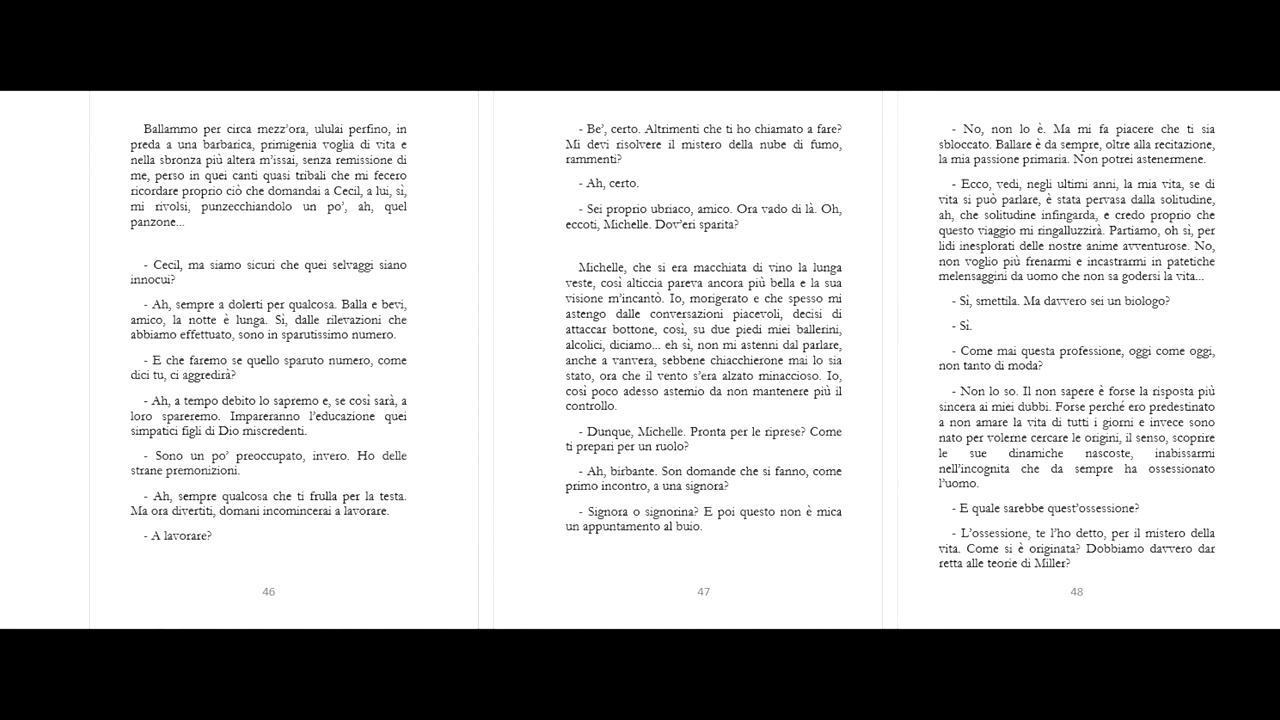 Ballammo per circa mezz'ora, ululai perfino, in
preda a una barbarica, primigenia voglia di vita e
nella sbronza più altera m'issai, senza remissione di
me, perso in quei canti quasi tribali che mi fecero
ricordare proprio ciò che domandai a Cecil, a lui, sì,
mi rivolsi, punzecchiandolo un po', ah, quel
panzone...
- Cecil, ma siamo sicuri che quei selvaggi siano
innocui?
- Ah, sempre a dolerti per qualcosa. Balla e bevi,
amico, la notte è lunga. Sì, dalle rilevazioni che
abbiamo effettuato, sono in sparutissimo numero.
- E che faremo se quello sparuto numero, come
dici tu, ci aggredirà?
- Ah, a tempo debito lo sapremo e, se così sarà, a
loro spareremo. Impareranno l'educazione quei
simpatici figli di Dio miscredenti.
- Sono un po' preoccupato, invero. Ho delle
strane premonizioni.
- Ah, sempre qualcosa che ti frulla per la testa.
Ma ora divertiti, domani incomincerai a lavorare.
- A lavorare?
46
- Be', certo. Altrimenti che ti ho chiamato a fare?
Mi devi risolvere il mistero della nube di fumo,
rammenti?
- Ah, certo.
- Sei proprio ubriaco, amico. Ora vado di là. Oh,
eccoti, Michelle. Dov'eri sparita?
Michelle, che si era macchiata di vino la lunga
veste, così alticcia pareva ancora più bella e la sua
visione m'incantò. Io, morigerato e che spesso mi
astengo dalle conversazioni piacevoli, decisi di
attaccar bottone, così, su due piedi miei ballerini,
alcolici, diciamo... eh sì, non mi astenni dal parlare,
anche a vanvera, sebbene chiacchierone mai lo sia
stato, ora che il vento s'era alzato minaccioso. Io,
così poco adesso astemio da non mantenere più il
controllo.
- Dunque, Michelle. Pronta per le riprese? Come
ti prepari per un ruolo?
- Ah, birbante. Son domande che si fanno, come
primo incontro, a una signora?
- Signora o signorina? E poi questo non è mica
un appuntamento al buio.
47
- No, non lo è. Ma mi fa piacere che ti sia
sbloccato. Ballare è da sempre, oltre alla recitazione,
la mia passione primaria. Non potrei astenermene.
- Ecco, vedi, negli ultimi anni, la mia vita, se di
vita si può parlare, è stata pervasa dalla solitudine,
ah, che solitudine infingarda, e credo proprio che
questo viaggio mi ringalluzzirà. Partiamo, oh sì, per
lidi inesplorati delle nostre anime avventurose. No,
non voglio più frenarmi e incastrarmi in patetiche
melensaggini da uomo che non sa godersi la vita...
- Sì, smettila. Ma davvero sei un biologo?
- Sì.
- Come mai questa professione, oggi come oggi,
non tanto di moda?
- Non lo so. Il non sapere è forse la risposta più
sincera ai miei dubbi. Forse perché ero predestinato
a non amare la vita di tutti i giorni e invece sono
nato per volerne cercare le origini, il senso, scoprire
le sue dinamiche nascoste, inabissarmi
nell'incognita che da sempre ha ossessionato
l'uomo.
- E quale sarebbe quest'ossessione?
- L'ossessione, te l'ho detto, per il mistero della
vita. Come si è originata? Dobbiamo davvero dar
retta alle teorie di Miller?
48